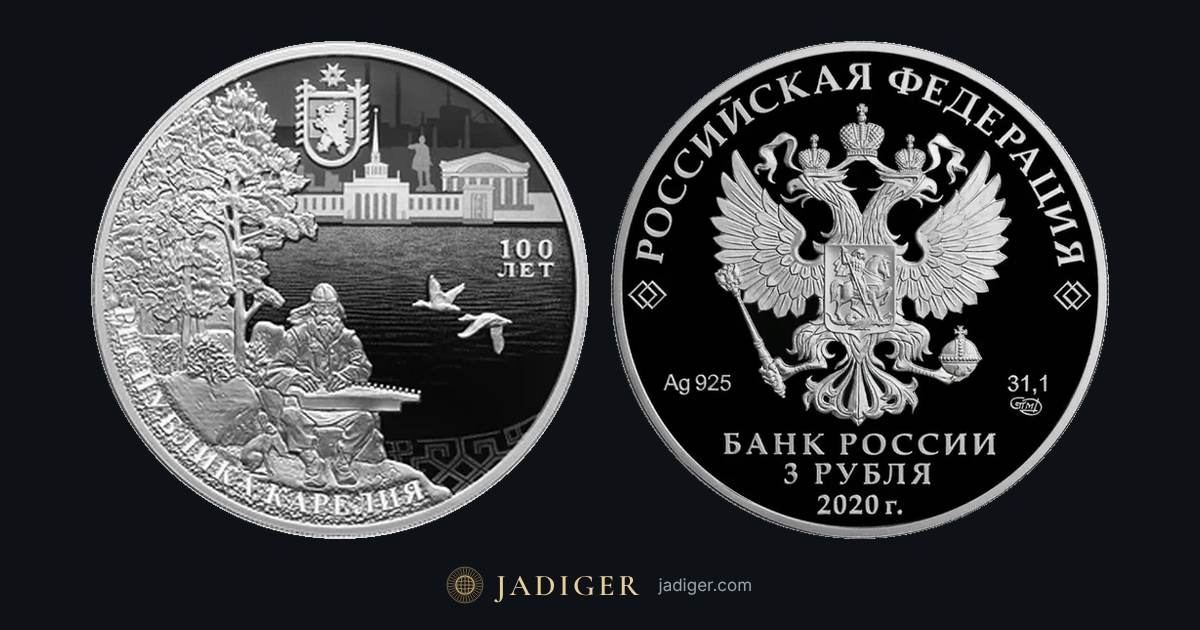 100
ЛЕТ
РЕСПУБЛИКА КАРЕЛИЯ
РОССИЙСКАЯ ФЕДЕРАЦИЯ
Ag 925
31,1
БАНК РОССИИ
3 РУБЛЯ
2020 г.
JADIGER
jadiger.com